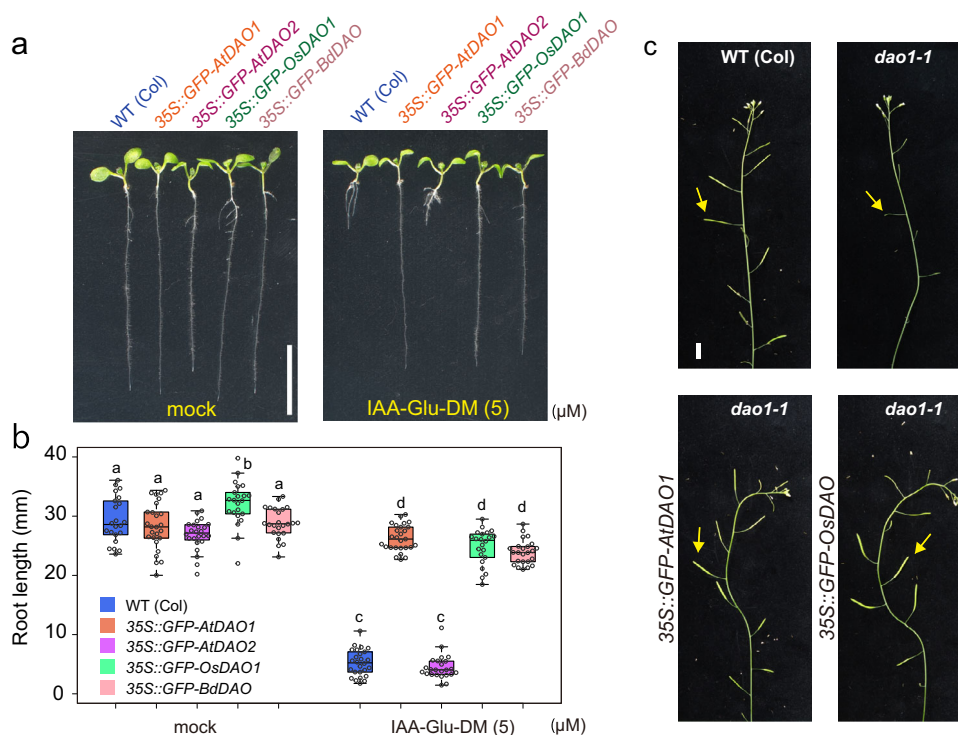 a
WT (Col)
35S::GFP-AtDAO1
35S::GFP-AtDAO2
35S::GFP-OsDAO1
35S::GFP-BdDAO
WT (Col)
35S::GFP-AtDAO1
35S::GFP-AtDAO2
35S::GFP-OsDAO1
35S::GFP-BdDAO
mock
IAA-Glu-DM (5)
(μM)
b
Root length (mm)
40
30
20
10
0
a
a
a
b
a
c
d
c
d
d
WT (Col)
35S::GFP-AtDAO1
35S::GFP-AtDAO2
35S::GFP-OsDAO1
35S::GFP-BdDAO
mock
IAA-Glu-DM (5)
(μM)
c
WT (Col)
dao1-1
dao1-1
dao1-1
35S::GFP-AtDAO1
35S::GFP-OsDAO